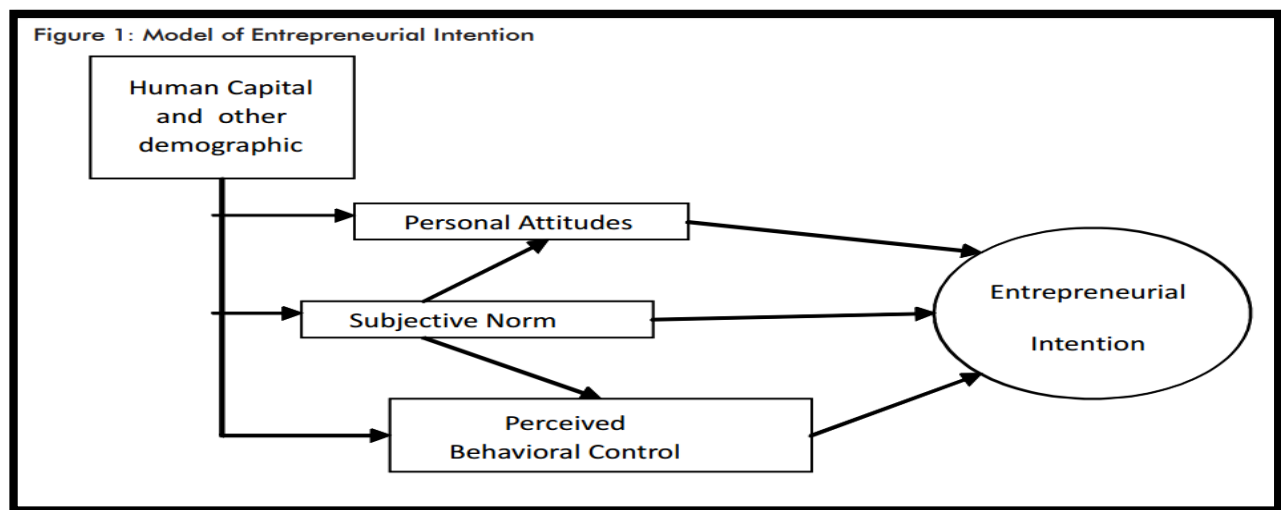 Figure 1: Model of Entrepreneurial Intention
Human Capital
and other
demographic
Personal Attitudes
Subjective Norm
Entrepreneurial
Intention
Perceived
Behavioral Control